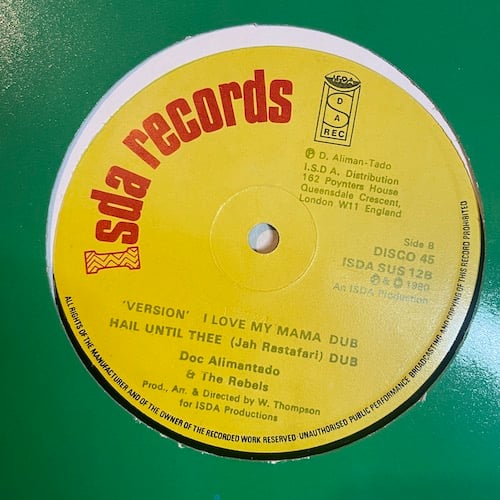 Isda records
ISDA
D
A
REC
℗ D. Aliman-Tado
I.S.D A. Distribution
162 Poynters House
Queensdale Crescent,
London W11 England
Side B
DISCO 45
ISDA SUS 12B
℗ & © 1980
An ISDA Production
'VERSION' I LOVE MY MAMA DUB
HAIL UNTIL THEE (Jah Rastafari) DUB
Doc Alimantado
& The Rebels
Prod., Arr. & Directed by W. Thompson
for ISDA Productions
ALL RIGHTS OF THE MANUFACTURER AND OF THE OWNER OF THE RECORDED WORK RESERVED · UNAUTHORISED PUBLIC PERFORMANCE BROADCASTING AND COPYING OF THIS RECORD PROHIBITED